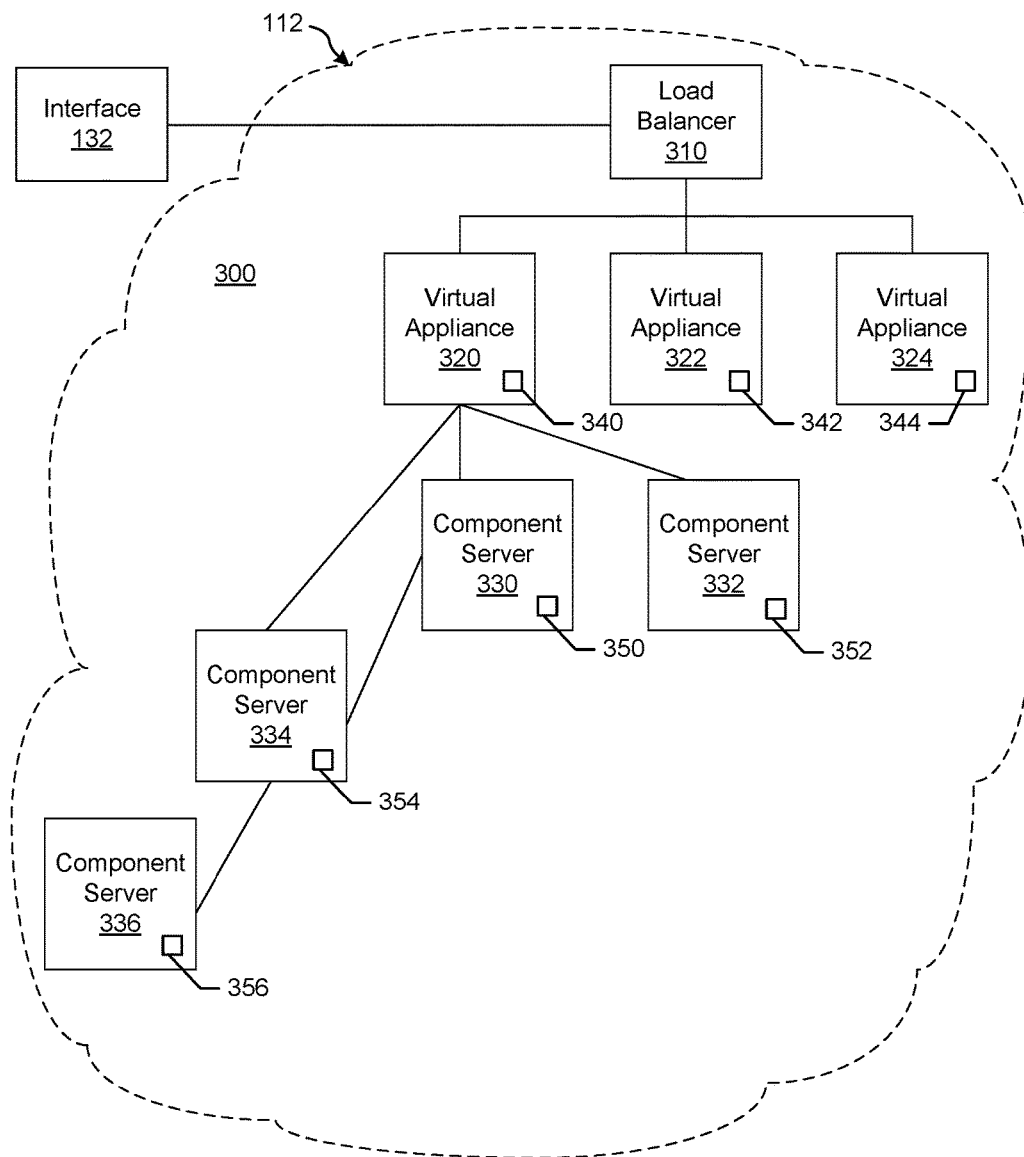 112
Interface
132
Load
Balancer
310
300
Virtual
Appliance
320
Virtual
Appliance
322
Virtual
Appliance
324
340
342
344
Component
Server
330
Component
Server
332
350
352
Component
Server
334
354
Component
Server
336
356